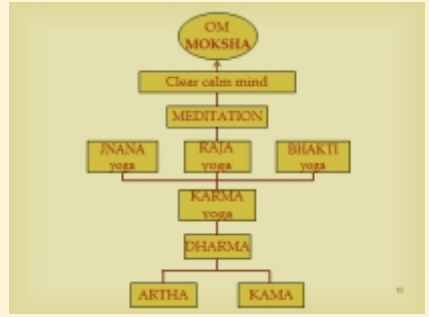 OM
MOKSHA
Clear calm mind
MEDITATION
JNANA RAJA BHAKTI
yoga yoga yoga
KARMA
yoga
DHARMA
ARTHA KAMA